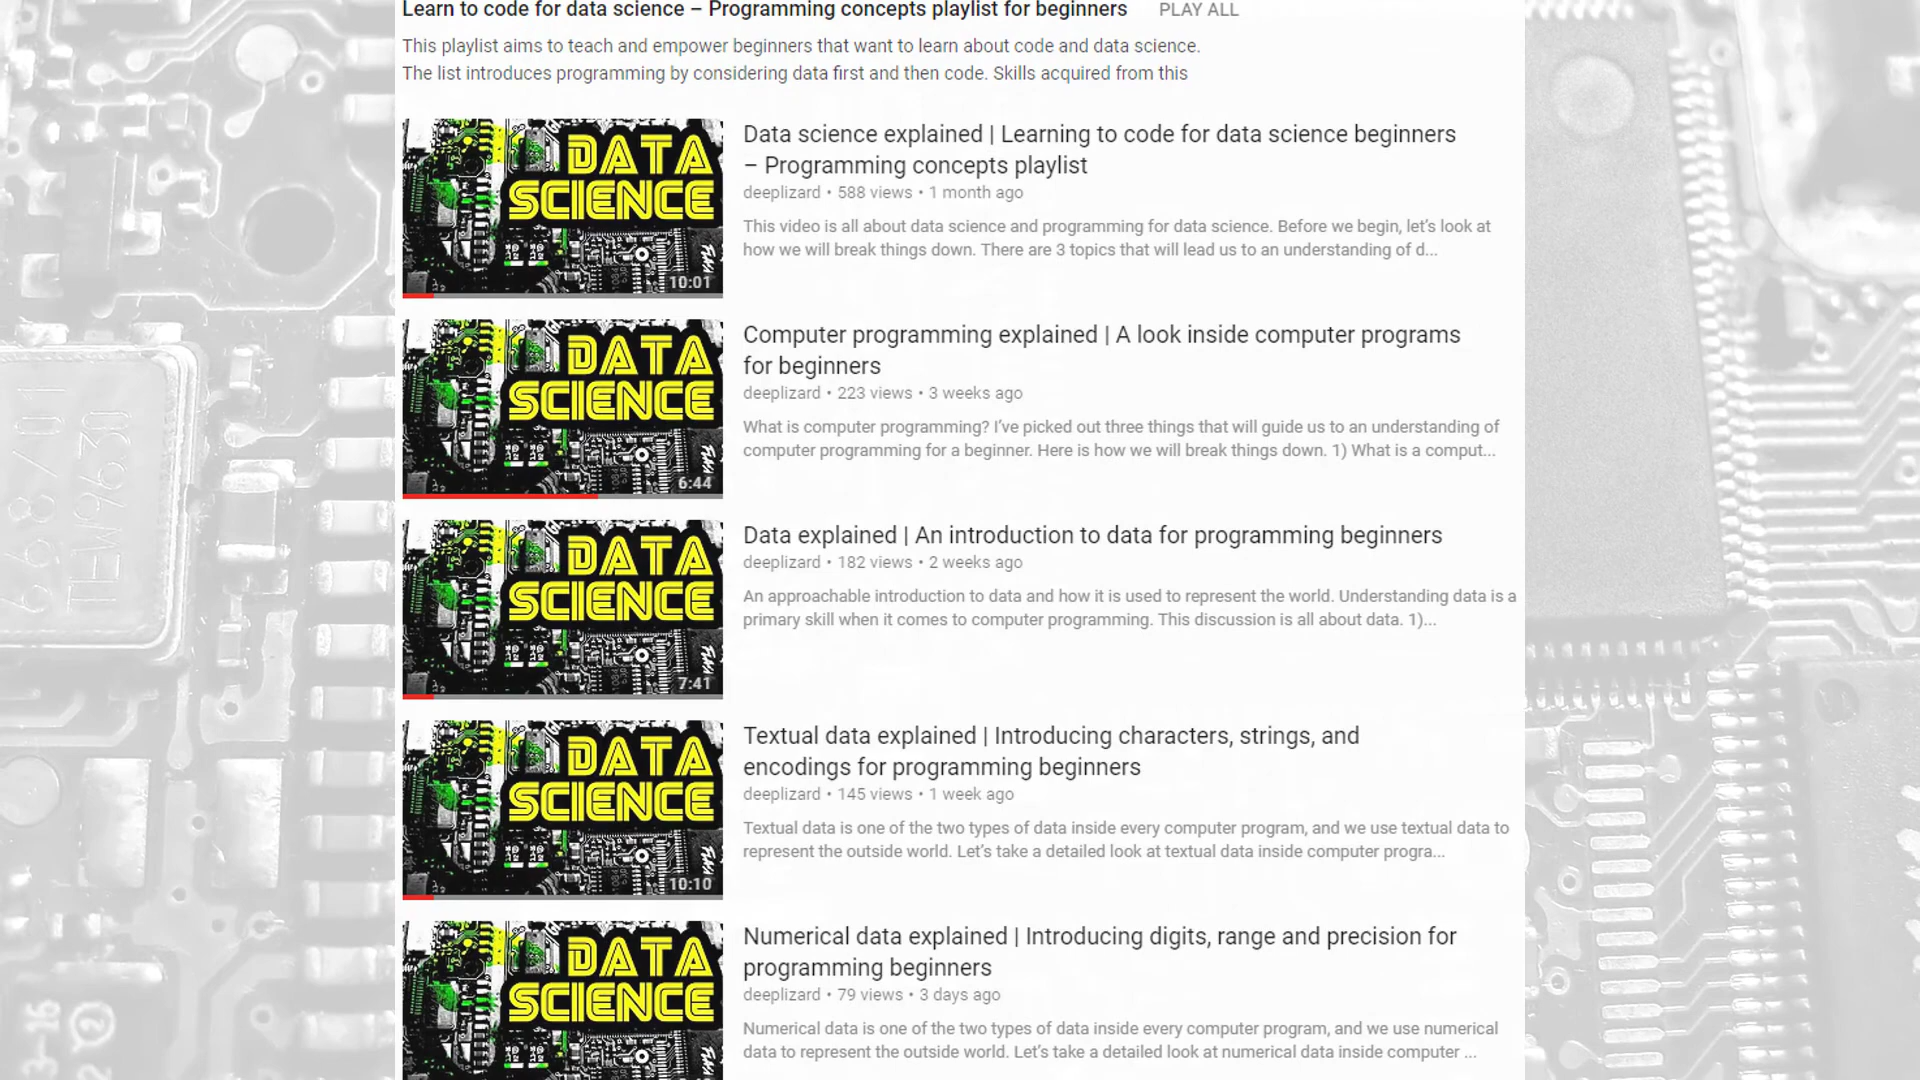 Learn to code for data science – Programming concepts playlist for beginners PLAY ALL
This playlist aims to teach and empower beginners that want to learn about code and data science.
The list introduces programming by considering data first and then code. Skills acquired from this
DATA
SCIENCE
10:01
Data science explained | Learning to code for data science beginners
– Programming concepts playlist
deeplizard • 588 views • 1 month ago
This video is all about data science and programming for data science. Before we begin, let's look at
how we will break things down. There are 3 topics that will lead us to an understanding of d...
DATA
SCIENCE
6:44
Computer programming explained | A look inside computer programs
for beginners
deeplizard • 223 views • 3 weeks ago
What is computer programming? I've picked out three things that will guide us to an understanding of
computer programming for a beginner. Here is how we will break things down. 1) What is a comput...
DATA
SCIENCE
7:41
Data explained | An introduction to data for programming beginners
deeplizard • 182 views • 2 weeks ago
An approachable introduction to data and how it is used to represent the world. Understanding data is a
primary skill when it comes to computer programming. This discussion is all about data. 1)...
DATA
SCIENCE
10:10
Textual data explained | Introducing characters, strings, and
encodings for programming beginners
deeplizard • 145 views • 1 week ago
Textual data is one of the two types of data inside every computer program, and we use textual data to
represent the outside world. Let's take a detailed look at textual data inside computer progra...
DATA
SCIENCE
Numerical data explained | Introducing digits, range and precision for
programming beginners
deeplizard • 79 views • 3 days ago
Numerical data is one of the two types of data inside every computer program, and we use numerical
data to represent the outside world. Let's take a detailed look at numerical data inside computer ...